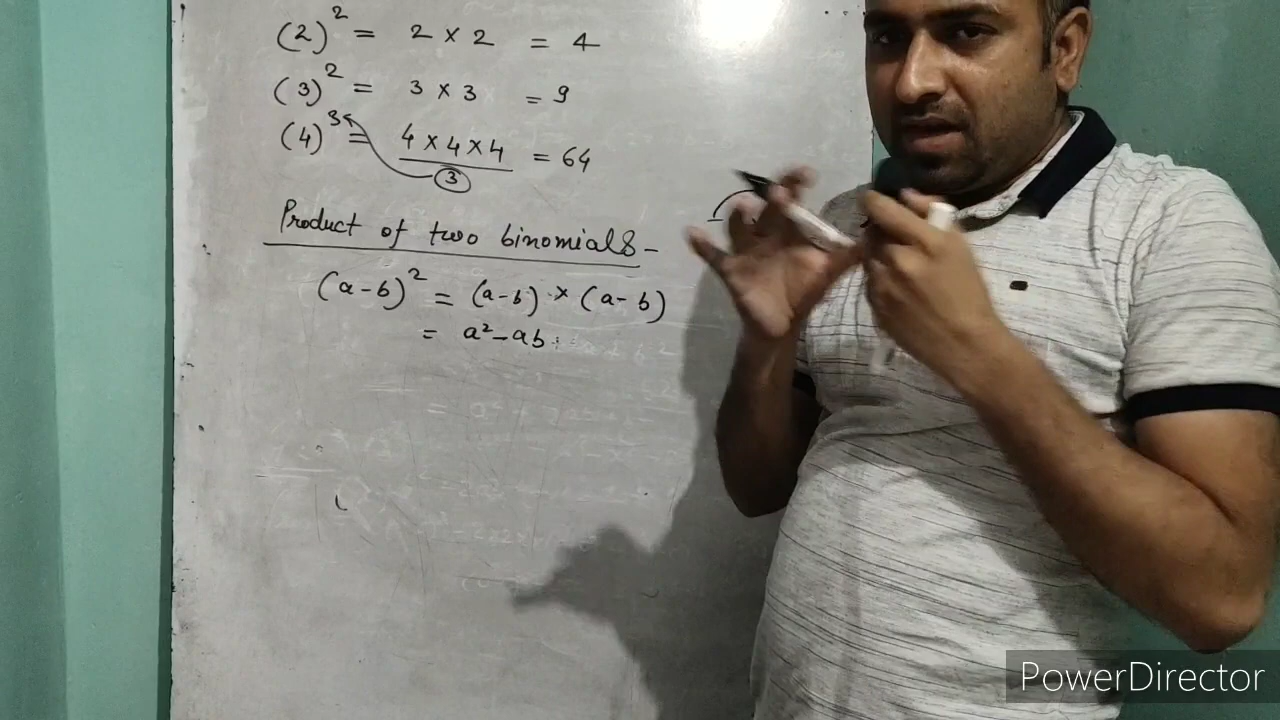 (2)² = 2 × 2 = 4
(3)² = 3 × 3 = 9
(4)³ = 4 × 4 × 4 = 64
3
Product of two binomials -
(a-b)² = (a-b) × (a-b)
= a² - ab
PowerDirector